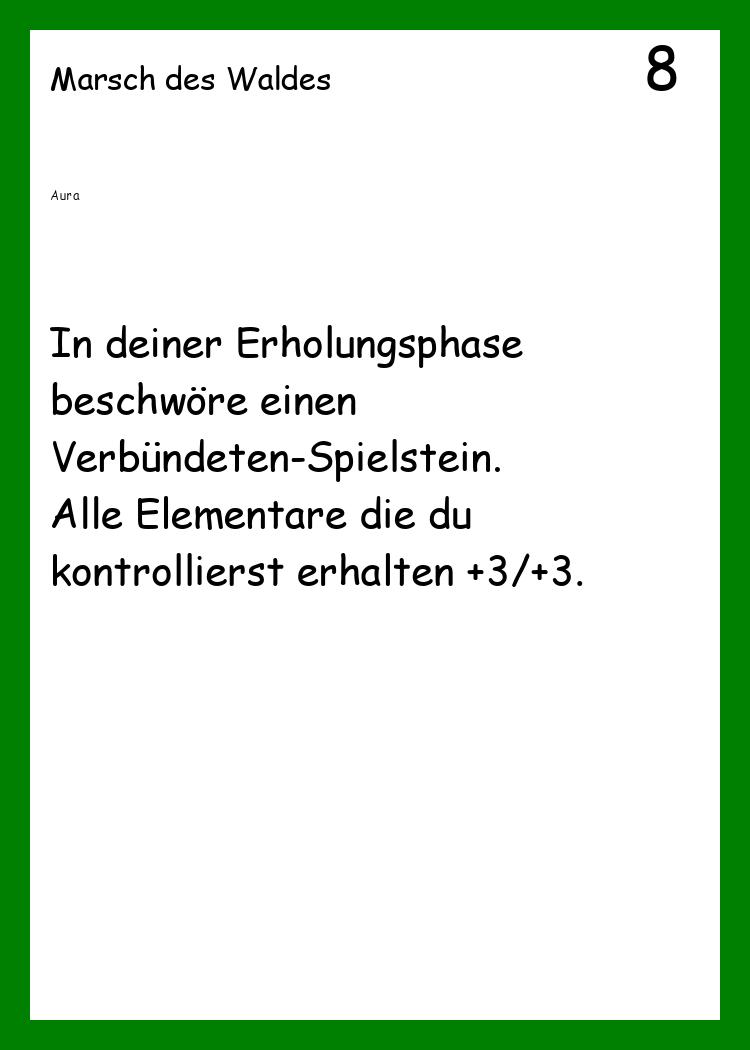 Marsch des Waldes
8
Aura
In deiner Erholungsphase
beschwöre einen
Verbündeten-Spielstein.
Alle Elementare die du
kontrollierst erhalten +3/+3.